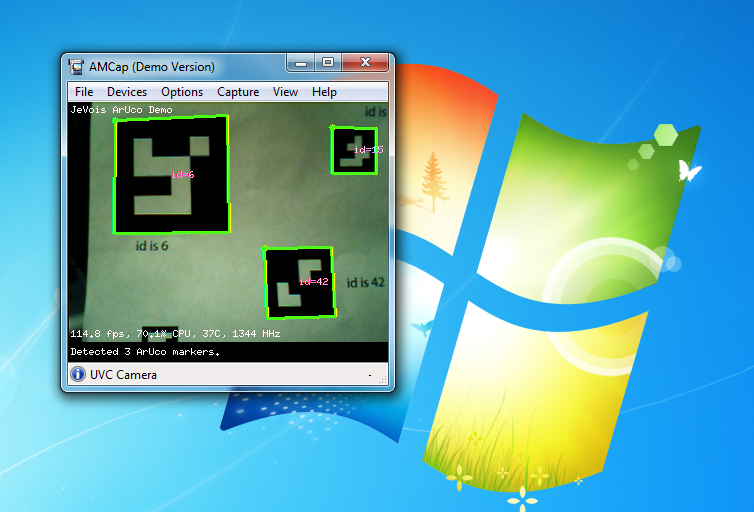 AMCap (Demo Version)
File Devices Options Capture View Help
JeVois ArUco Demo
id is
id=15
id=6
id is 6
id=42
id is 42
114.8 fps, 70.1% CPU, 37C, 1344 MHz
Detected 3 ArUco markers.
UVC Camera
-